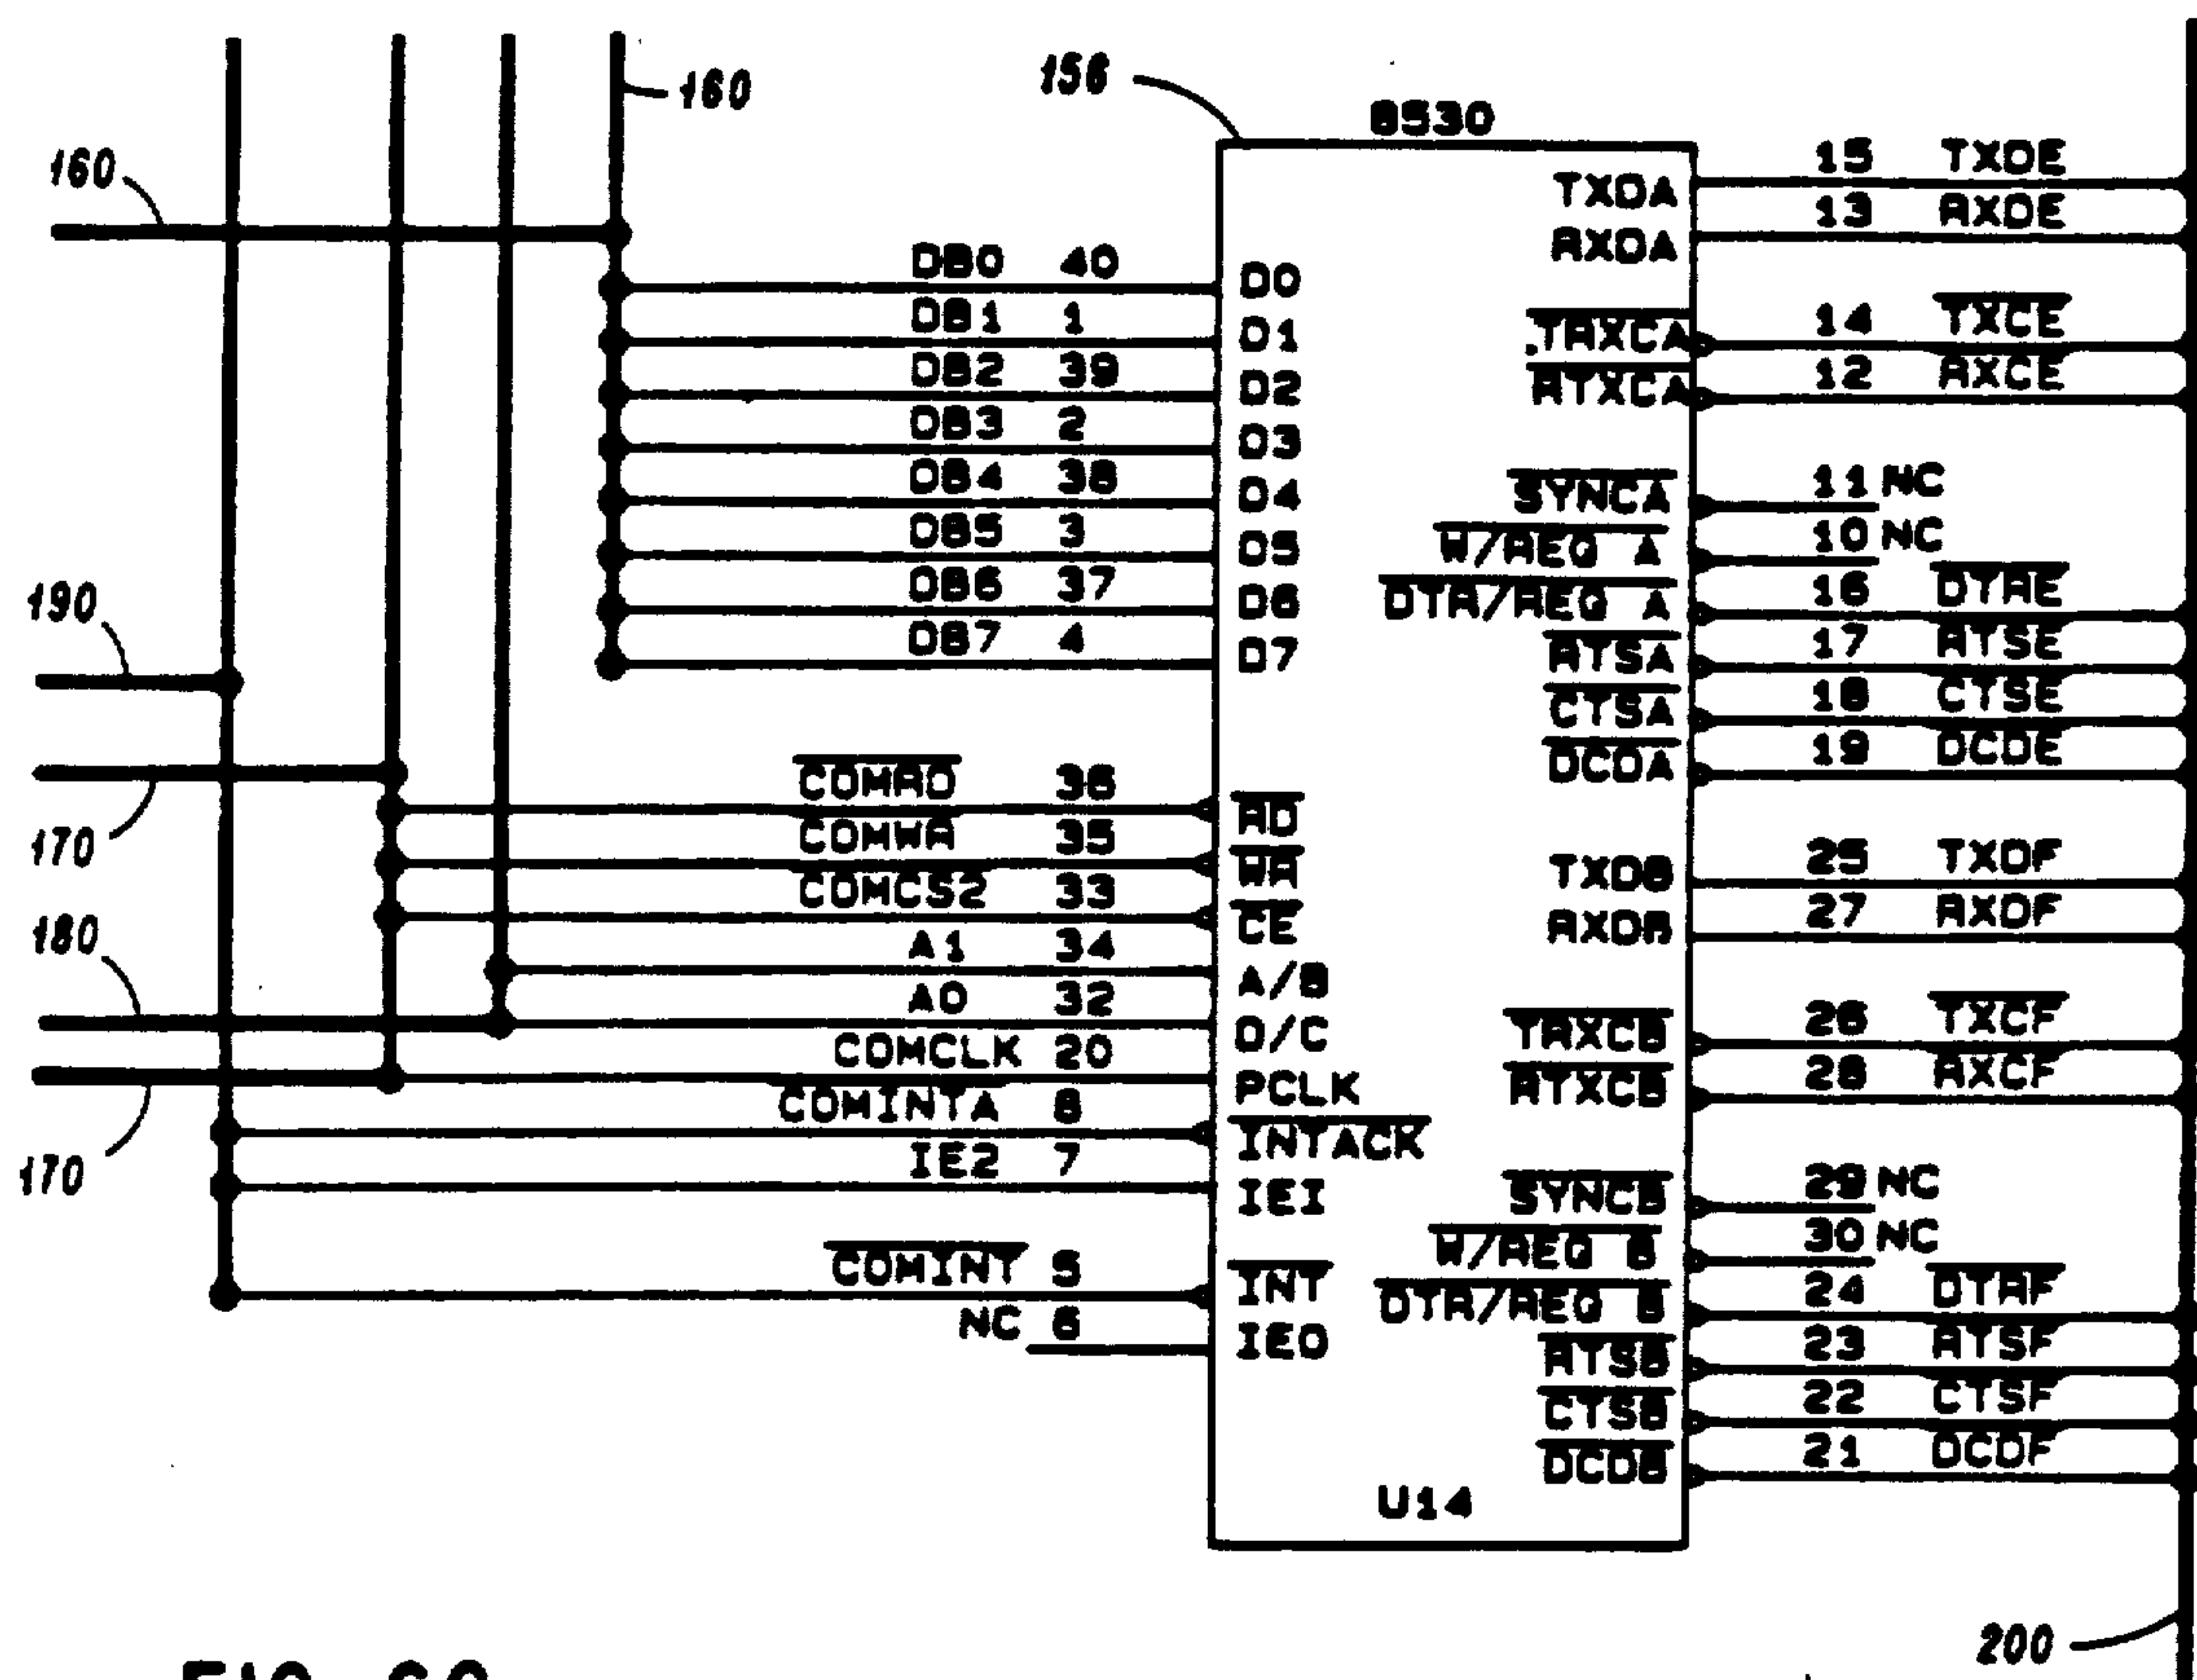 160
156
8530
160
15 TXDE
TXDA
13 RXDE
RXDA
DB0 40 D0
DB1 1 D1
14 TXCE
TRXCA
DB2 39 D2
12 RXCE
RTXCA
DB3 2 D3
DB4 38 D4
11 NC
SYNCA
DB5 3 D5
10 NC
W/REQ A
DB6 37 D6
16 DTRE
DTR/REQ A
DB7 4 D7
17 RTSE
RTSA
190
18 CTSE
CTSA
19 DCDE
DCDA
COMRD 36 RD
170
COMWR 35 WR
25 TXDF
TXDB
COMCS2 33 CE
27 RXDF
RXDB
180
A1 34 A/B
A0 32 D/C
26 TXCF
TRXCB
COMCLK 20 PCLK
28 RXCF
RTXCB
COMINTA 8 INTACK
170
IE2 7 IEI
29 NC
SYNCB
30 NC
W/REQ B
COMINT 5 INT
24 DTRF
DTR/REQ B
NC 6 IEO
23 RTSF
RTSB
22 CTSF
CTSB
21 DCDF
DCDB
U14
200